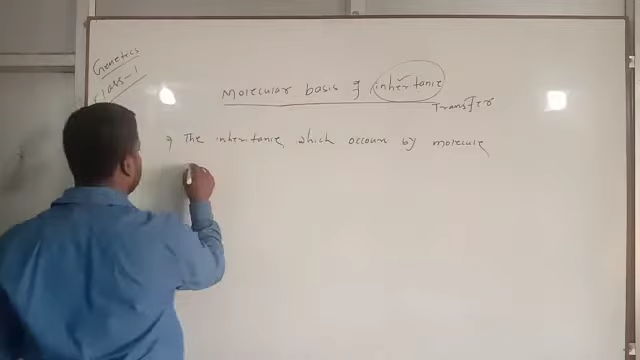 Genetics
Class-1
Molecular basis of inheritance
Transfer
→ The inheritance which occurs by molecule